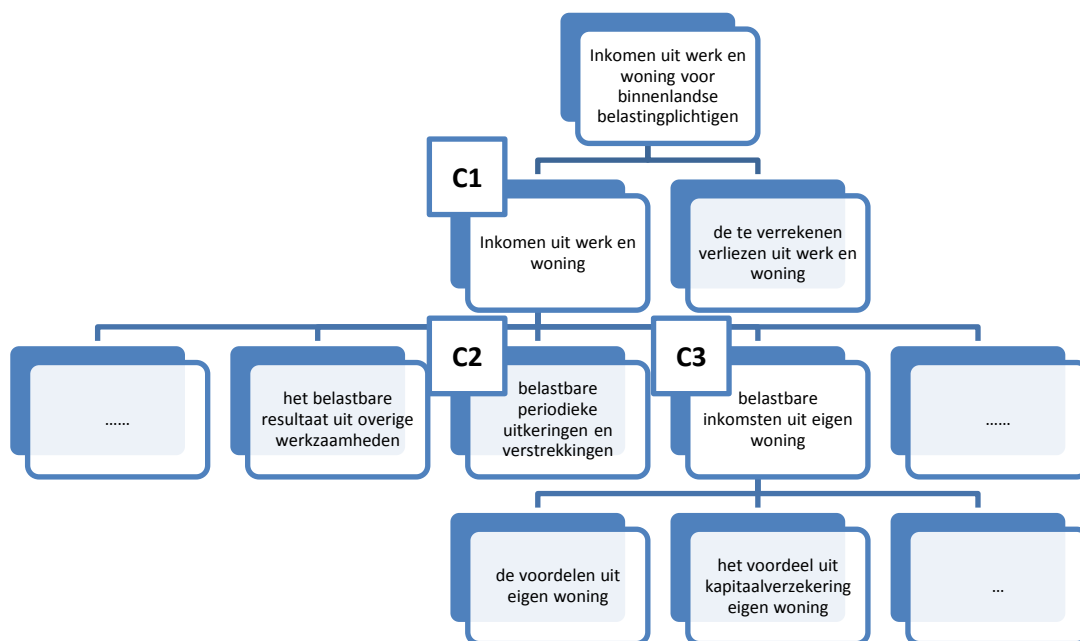 Inkomen uit werk en
woning voor
binnenlandse
belastingplichtigen
C1
Inkomen uit werk en
woning
de te verrekenen
verliezen uit werk en
woning
......
het belastbare
resultaat uit overige
werkzaamheden
C2
belastbare
periodieke
uitkeringen en
verstrekkingen
C3
belastbare
inkomsten uit eigen
woning
......
de voordelen uit
eigen woning
het voordeel uit
kapitaalverzekering
eigen woning
...